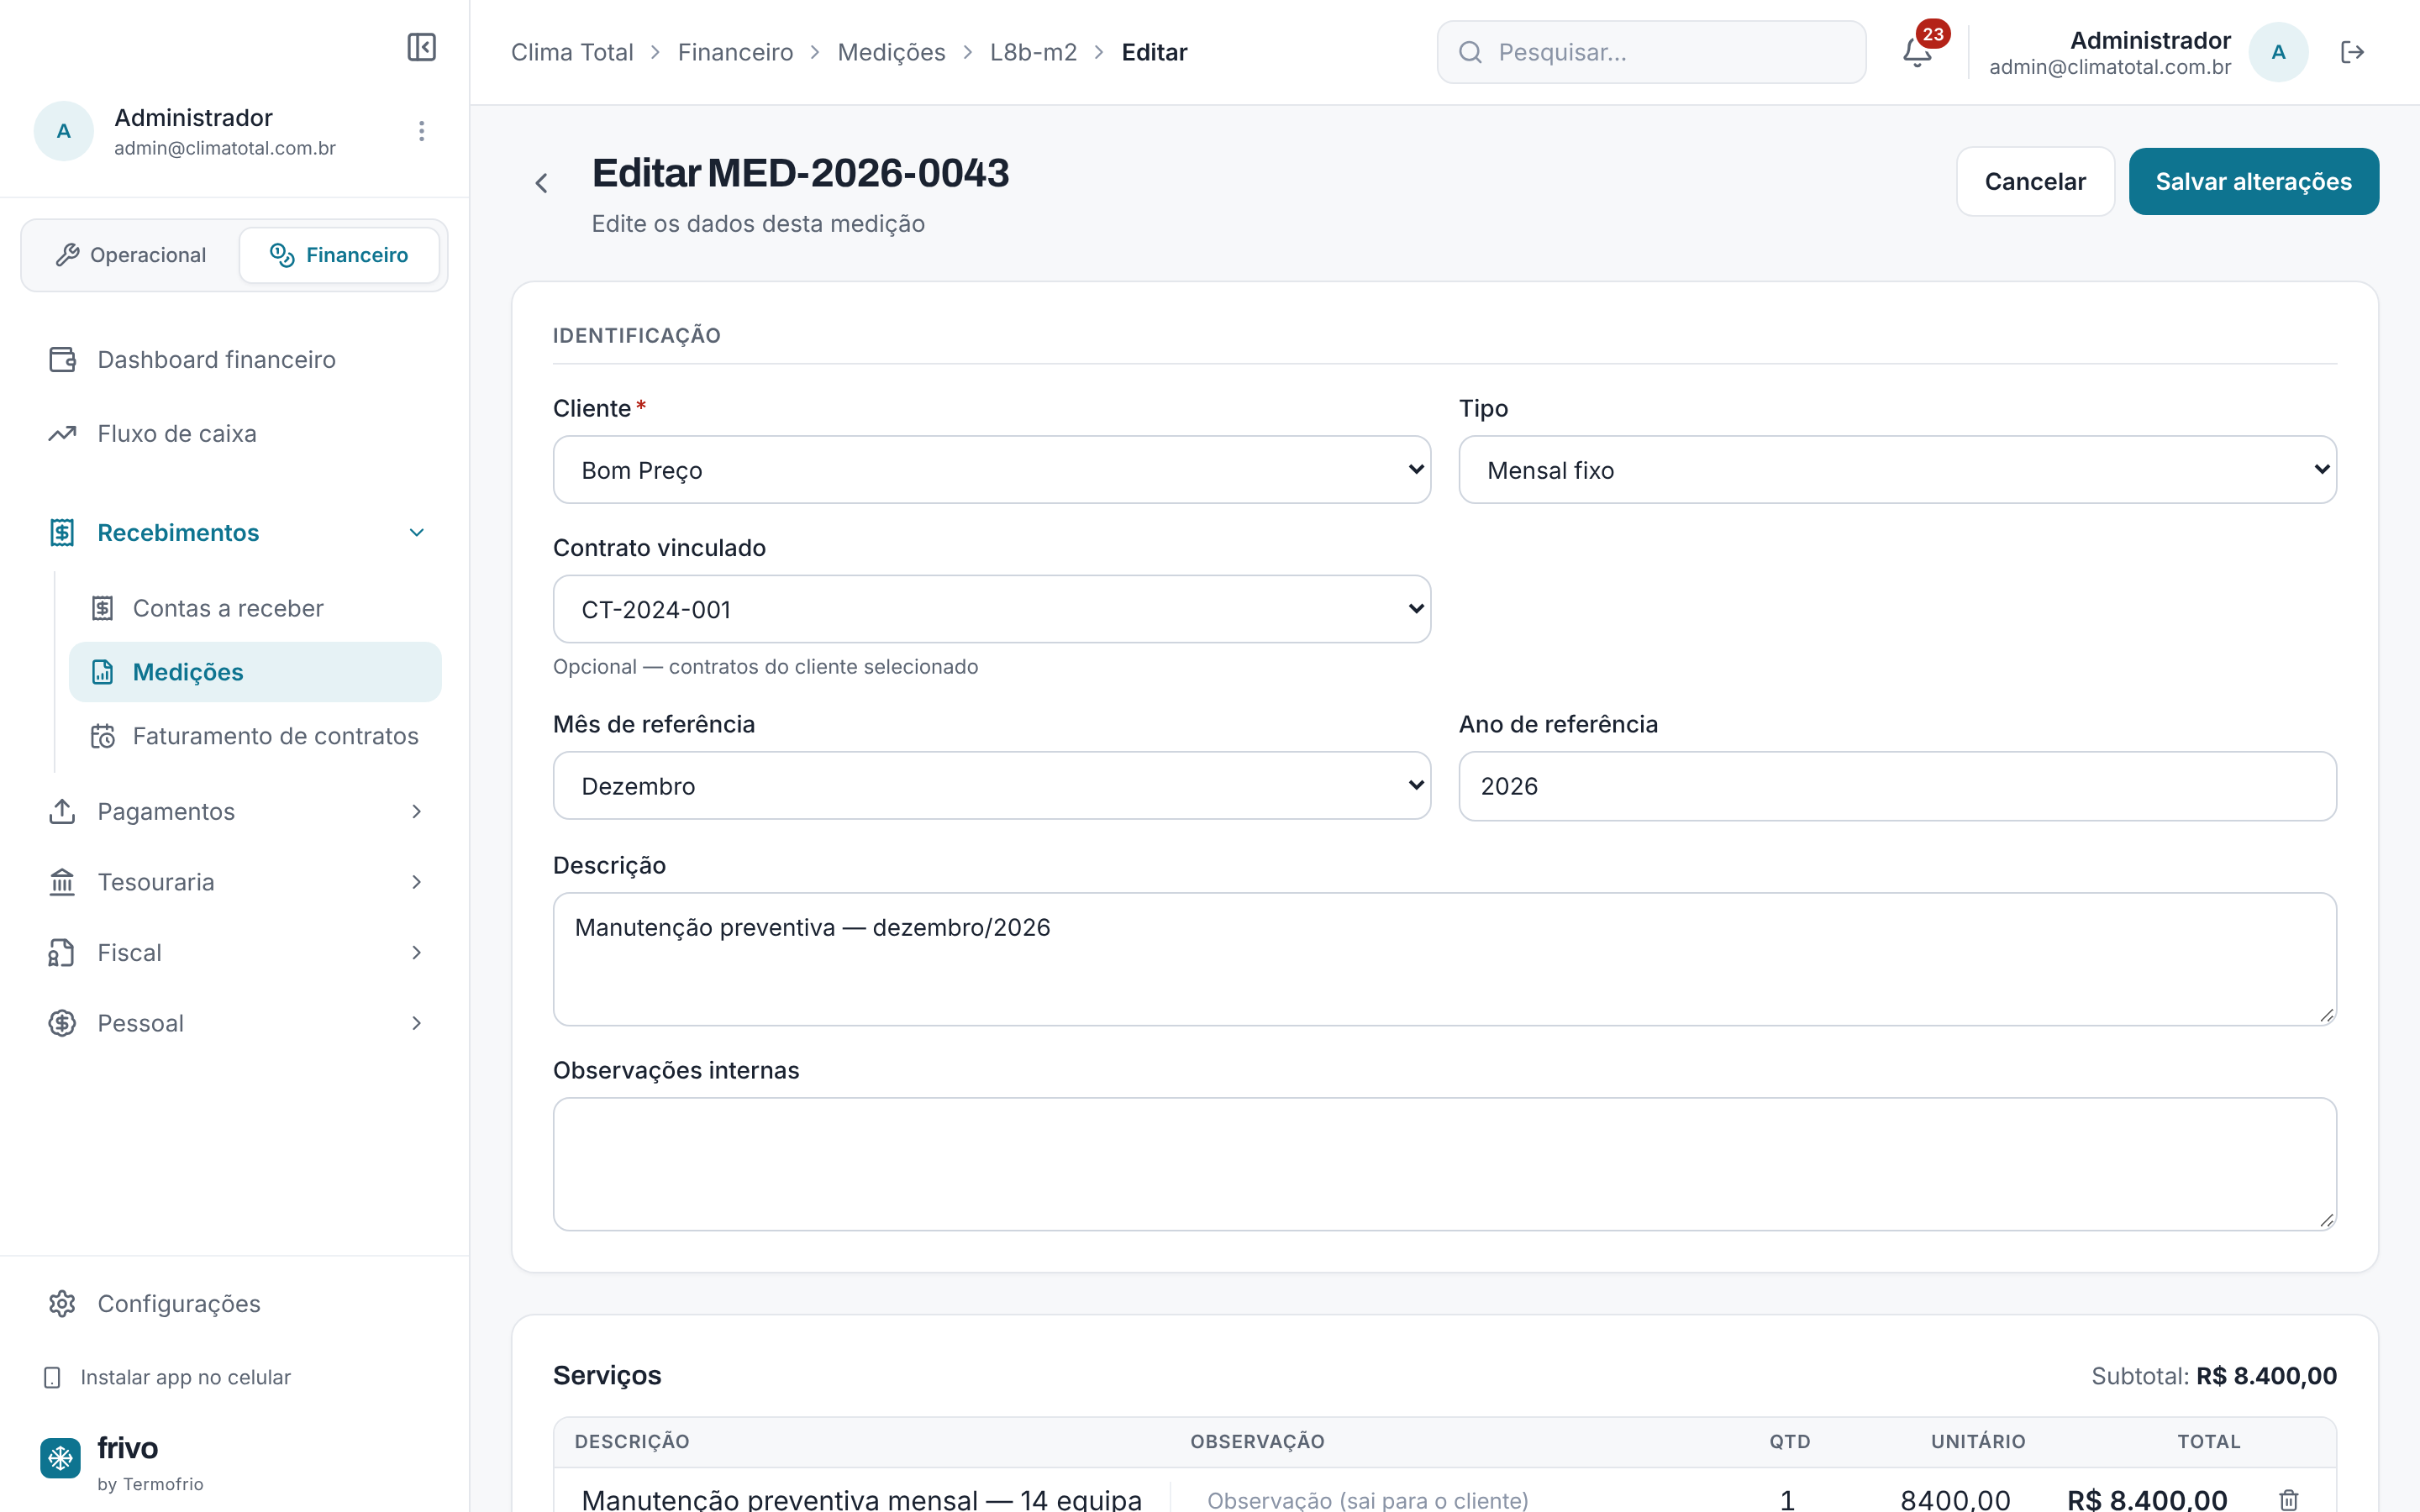 Administrador
admin@climatotal.com.br
Operacional
Financeiro
Dashboard financeiro
Fluxo de caixa
Recebimentos
Contas a receber
Medições
Faturamento de contratos
Pagamentos
Tesouraria
Fiscal
Pessoal
Configurações
Instalar app no celular
frivo
by Termofrio
Clima Total > Financeiro > Medições > L8b-m2 > Editar
Pesquisar...
23
Administrador
admin@climatotal.com.br
A
A
Editar MED-2026-0043
Edite os dados desta medição
Cancelar
Salvar alterações
IDENTIFICAÇÃO
Cliente*
Bom Preço
Tipo
Mensal fixo
Contrato vinculado
CT-2024-001
Opcional — contratos do cliente selecionado
Mês de referência
Dezembro
Ano de referência
2026
Descrição
Manutenção preventiva — dezembro/2026
Observações internas
Serviços
Subtotal: R$ 8.400,00
DESCRIÇÃO OBSERVAÇÃO QTD UNITÁRIO TOTAL
Manutenção preventiva mensal — 14 equipa Observação (sai para o cliente) 1 8400,00 R$ 8.400,00